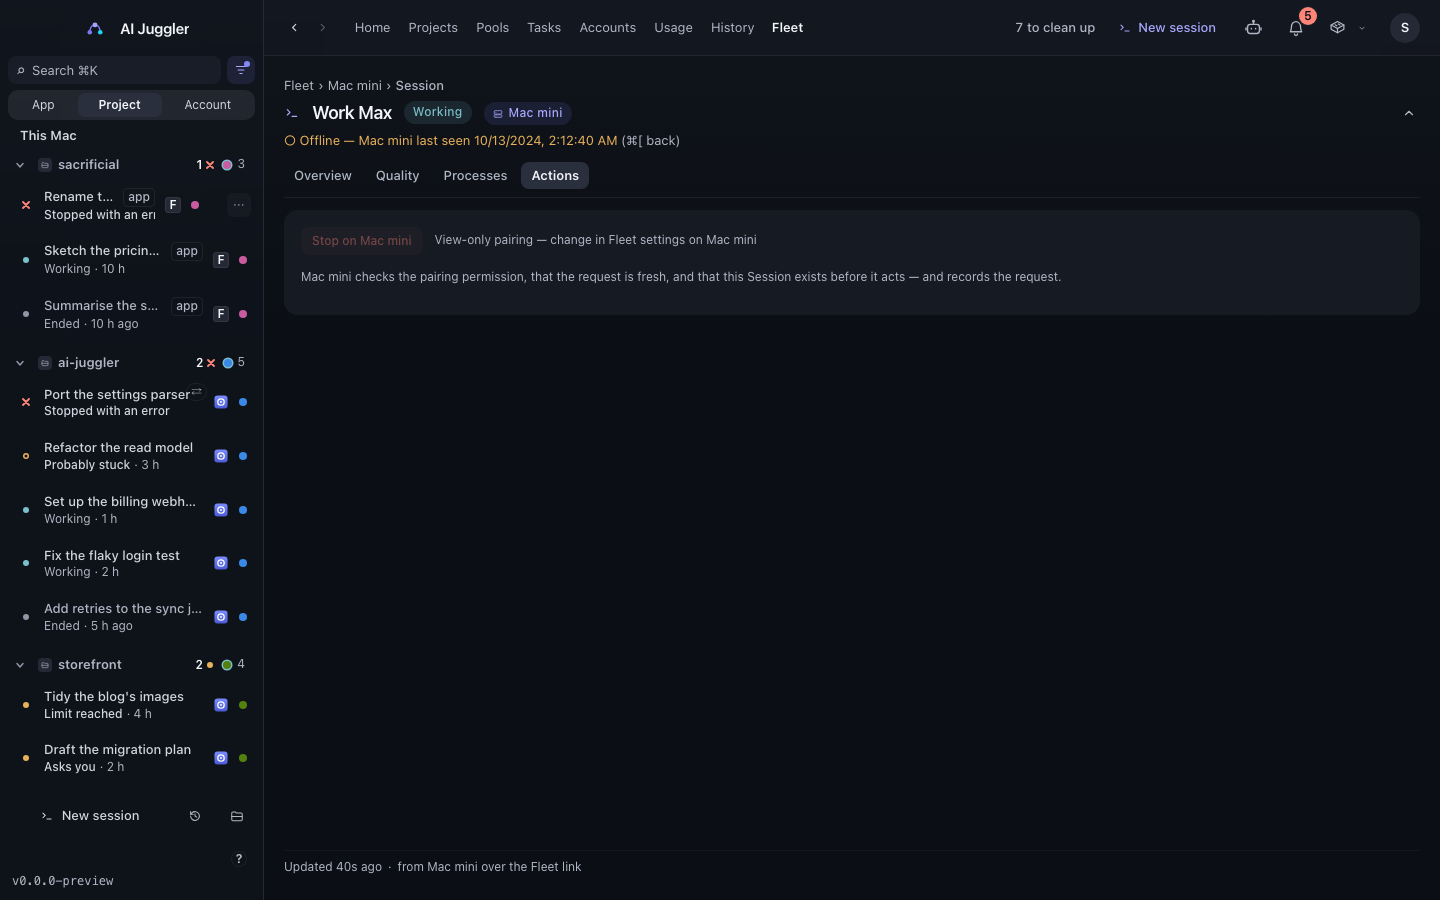 AI Juggler
Search ⌘K
App Project Account
This Mac
sacrificial 1 3
Rename t... app F
Stopped with an err
Sketch the pricin... app F
Working · 10 h
Summarise the s... app F
Ended · 10 h ago
ai-juggler 2 5
Port the settings parser
Stopped with an error
Refactor the read model
Probably stuck · 3 h
Set up the billing webh...
Working · 1 h
Fix the flaky login test
Working · 2 h
Add retries to the sync j...
Ended · 5 h ago
storefront 2 4
Tidy the blog's images
Limit reached · 4 h
Draft the migration plan
Asks you · 2 h
New session
?
v0.0.0-preview
Home Projects Pools Tasks Accounts Usage History Fleet
7 to clean up New session 5 S
Fleet › Mac mini › Session
Work Max Working Mac mini
Offline — Mac mini last seen 10/13/2024, 2:12:40 AM (⌘[ back)
Overview Quality Processes Actions
Stop on Mac mini View-only pairing — change in Fleet settings on Mac mini
Mac mini checks the pairing permission, that the request is fresh, and that this Session exists before it acts — and records the request.
Updated 40s ago · from Mac mini over the Fleet link